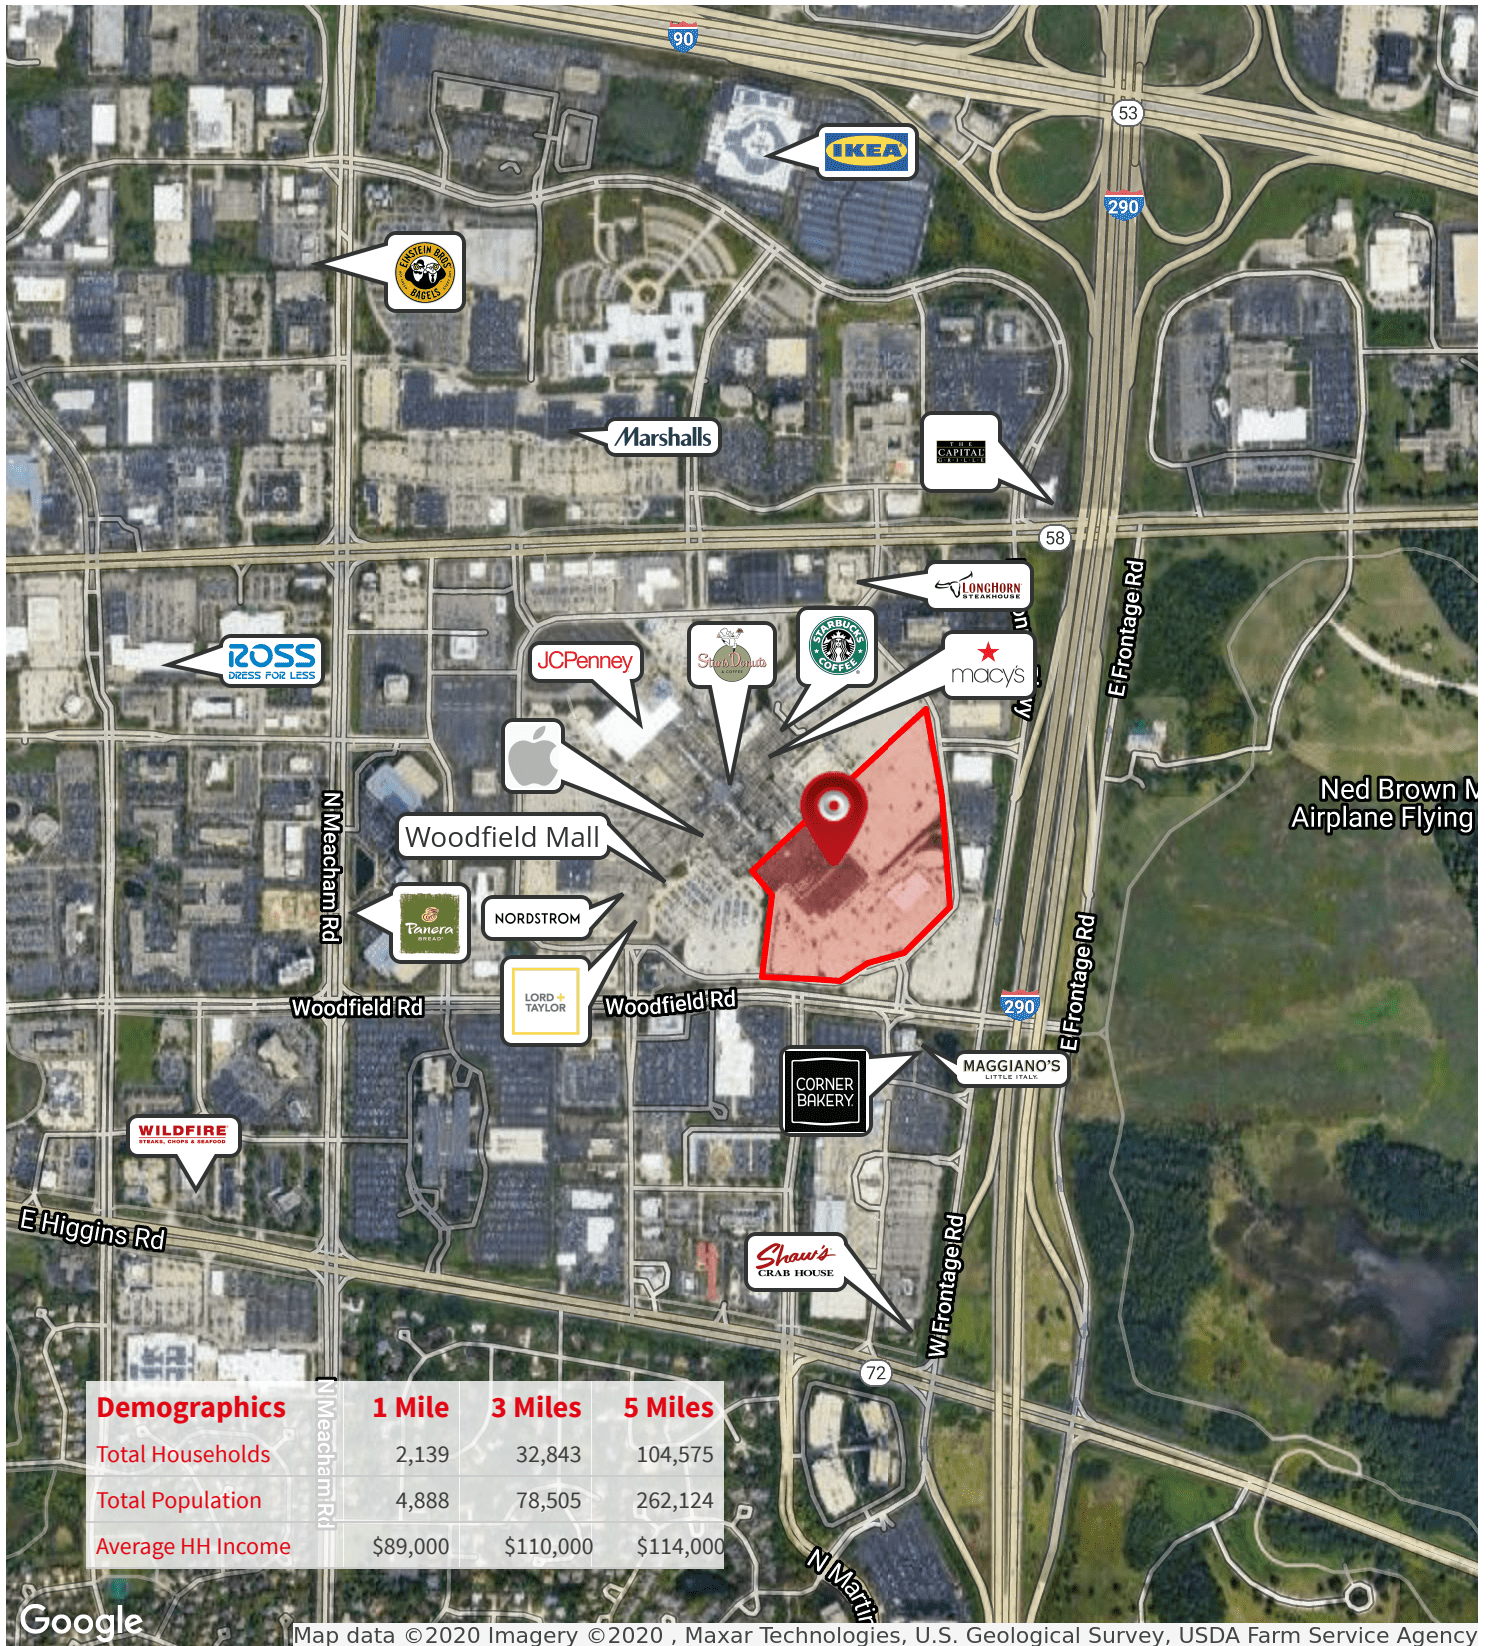 90
53
IKEA
290
EINSTEIN BROS
BAGELS
Marshalls
THE
CAPITAL
GRILLE
58
LONGHORN
STEAKHOUSE
E Frontage Rd
STARBUCKS
COFFEE
ROSS
DRESS FOR LESS
JCPenney
Stan's Donuts
& COFFEE
macy's
Ned Brown M
Airplane Flying
N Meacham Rd
Woodfield Mall
Panera
BREAD
NORDSTROM
LORD +
TAYLOR
E Frontage Rd
Woodfield Rd
Woodfield Rd
290
CORNER
BAKERY
MAGGIANO'S
LITTLE ITALY
WILDFIRE
STEAKS, CHOPS & SEAFOOD
E Higgins Rd
Shaw's
CRAB HOUSE
W Frontage Rd
72
N Meacham Rd
Demographics 1 Mile 3 Miles 5 Miles
Total Households 2,139 32,843 104,575
Total Population 4,888 78,505 262,124
Average HH Income $89,000 $110,000 $114,000
N Martin
Google
Map data ©2020 Imagery ©2020 , Maxar Technologies, U.S. Geological Survey, USDA Farm Service Agency